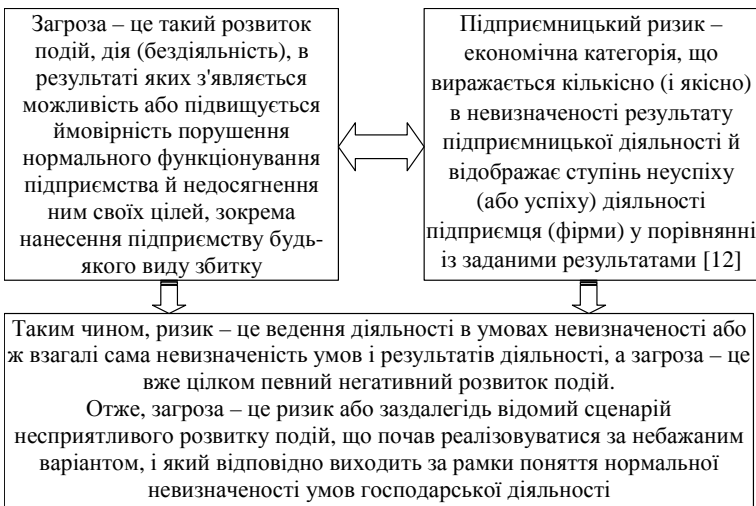 Загроза – це такий розвиток
подій, дія (бездіяльність), в
результаті яких з'являється
можливість або підвищується
ймовірність порушення
нормального функціонування
підприємства й недосягнення
ним своїх цілей, зокрема
нанесення підприємству будь-
якого виду збитку
Підприємницький ризик –
економічна категорія, що
виражається кількісно (і якісно)
в невизначеності результату
підприємницької діяльності й
відображає ступінь неуспіху
(або успіху) діяльності
підприємця (фірми) у порівнянні
із заданими результатами [12]
Таким чином, ризик – це ведення діяльності в умовах невизначеності або
ж взагалі сама невизначеність умов і результатів діяльності, а загроза – це
вже цілком певний негативний розвиток подій.
Отже, загроза – це ризик або заздалегідь відомий сценарій
несприятливого розвитку подій, що почав реалізовуватися за небажаним
варіантом, і який відповідно виходить за рамки поняття нормальної
невизначеності умов господарської діяльності